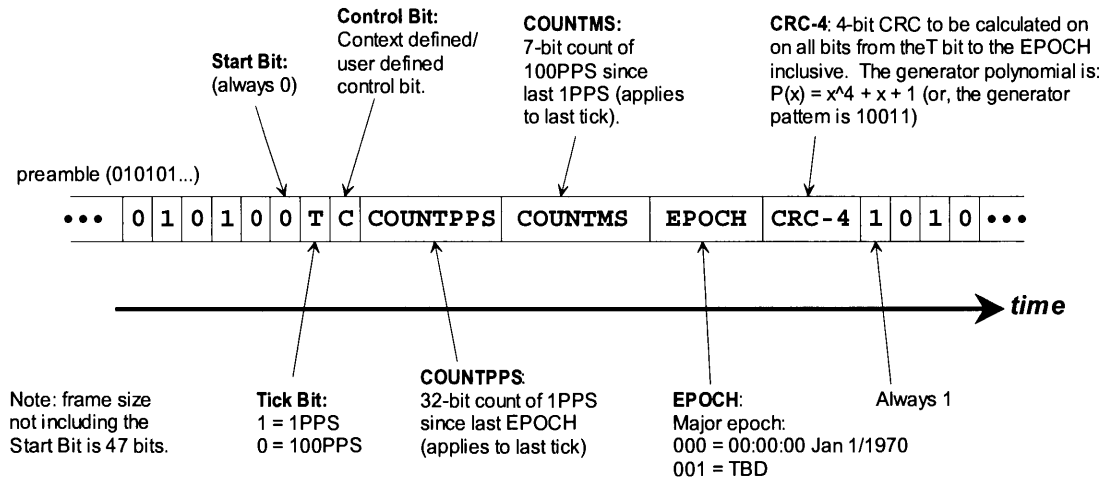 Control Bit:
Context defined/
user defined
control bit.
Start Bit:
(always 0)
COUNTMS:
7-bit count of
100PPS since
last 1PPS (applies
to last tick).
CRC-4: 4-bit CRC to be calculated on
on all bits from theT bit to the EPOCH
inclusive. The generator polynomial is:
P(x) = x^4 + x + 1 (or, the generator
pattern is 10011)
preamble (010101...)
••• 0 1 0 1 0 0 T C COUNTPPS COUNTMS EPOCH CRC-4 1 0 1 0 •••
time
Note: frame size
not including the
Start Bit is 47 bits.
Tick Bit:
1 = 1PPS
0 = 100PPS
COUNTPPS:
32-bit count of 1PPS
since last EPOCH
(applies to last tick)
EPOCH:
Major epoch:
000 = 00:00:00 Jan 1/1970
001 = TBD
Always 1